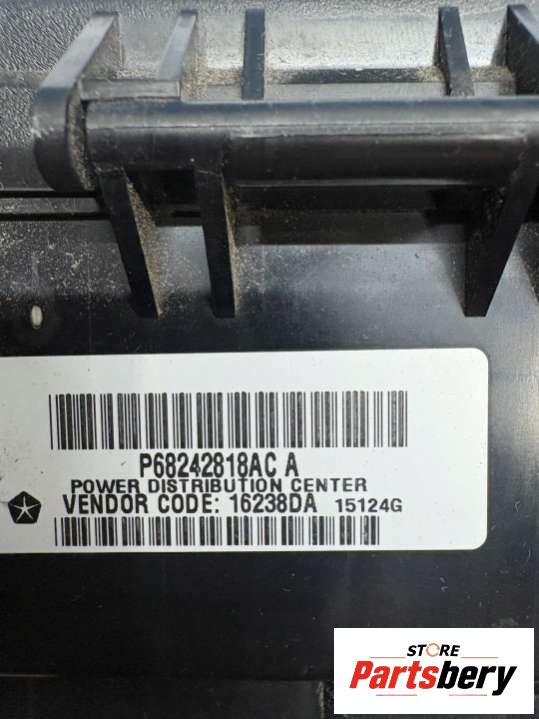 P68242818AC A
POWER DISTRIBUTION CENTER
VENDOR CODE: 16238DA 15124G
STORE
Partsbery